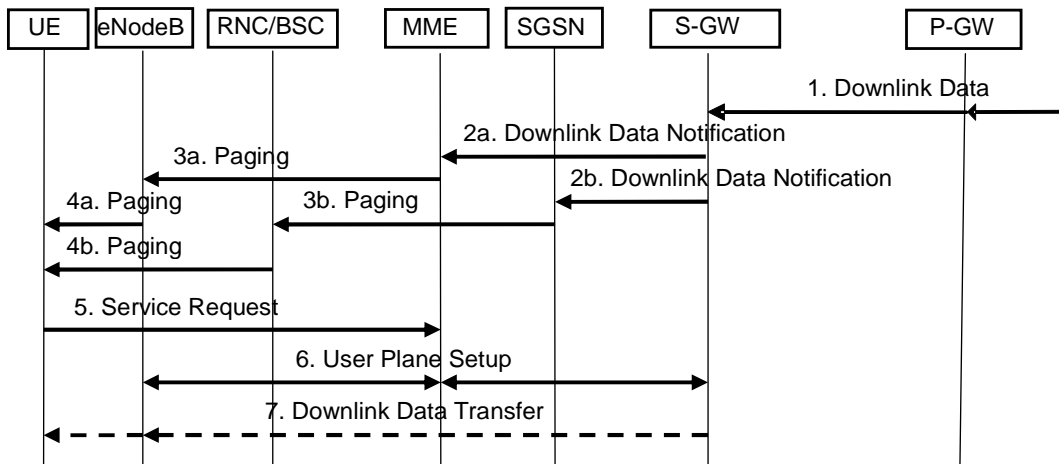 UE
eNodeB
RNC/BSC
MME
SGSN
S-GW
P-GW
1. Downlink Data
2a. Downlink Data Notification
3a. Paging
2b. Downlink Data Notification
4a. Paging
3b. Paging
4b. Paging
5. Service Request
6. User Plane Setup
7. Downlink Data Transfer